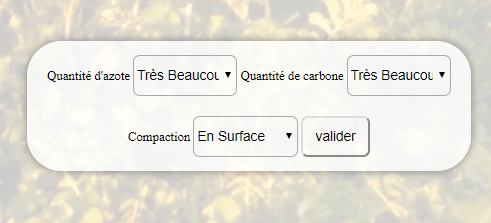 Quantité d'azote Très Beaucou Quantité de carbone Très Beaucou
Compaction En Surface valider